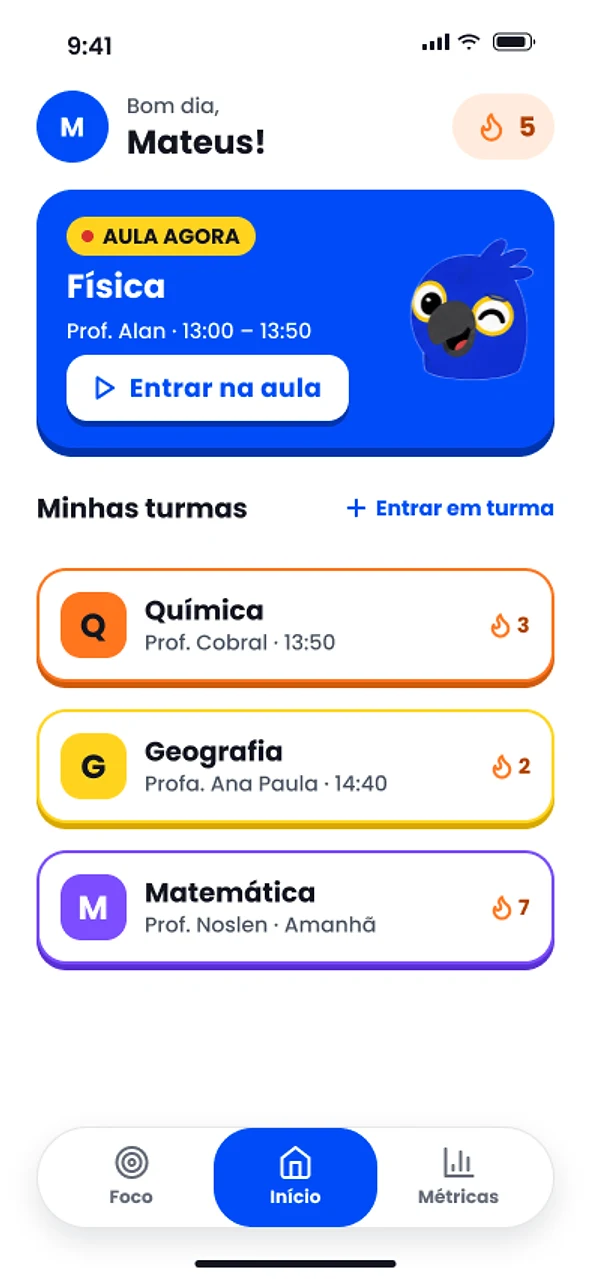 9:41
M
Bom dia,
Mateus!
5
AULA AGORA
Física
Prof. Alan · 13:00 – 13:50
Entrar na aula
Minhas turmas
Entrar em turma
Q
Química
Prof. Cobral · 13:50
3
G
Geografia
Profa. Ana Paula · 14:40
2
M
Matemática
Prof. Noslen · Amanhã
7
Foco
Início
Métricas